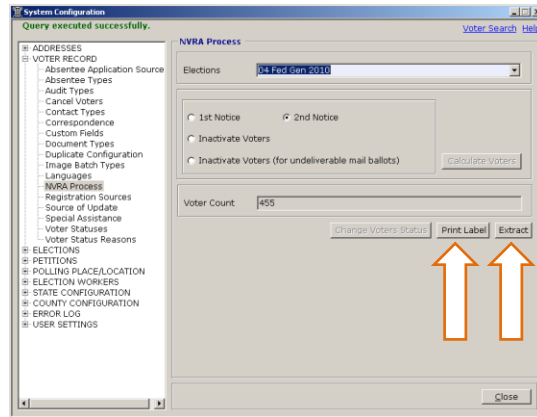 System Configuration
Query executed successfully.
Voter Search Help
ADDRESSES
VOTER RECORD
Absentee Application Source
Absentee Types
Audit Types
Cancel Voters
Contact Types
Correspondence
Custom Fields
Document Types
Duplicate Configuration
Image Batch Types
Languages
NVRA Process
Registration Sources
Source of Update
Special Assistance
Voter Statuses
Voter Status Reasons
ELECTIONS
PETITIONS
POLLING PLACE/LOCATION
ELECTION WORKERS
STATE CONFIGURATION
COUNTY CONFIGURATION
ERROR LOG
USER SETTINGS
NVRA Process
Elections 04 Fed Gen 2010
1st Notice 2nd Notice
Inactivate Voters
Inactivate Voters (for undeliverable mail ballots) Calculate Voters
Voter Count 455
Change Voters Status Print Label Extract
Close